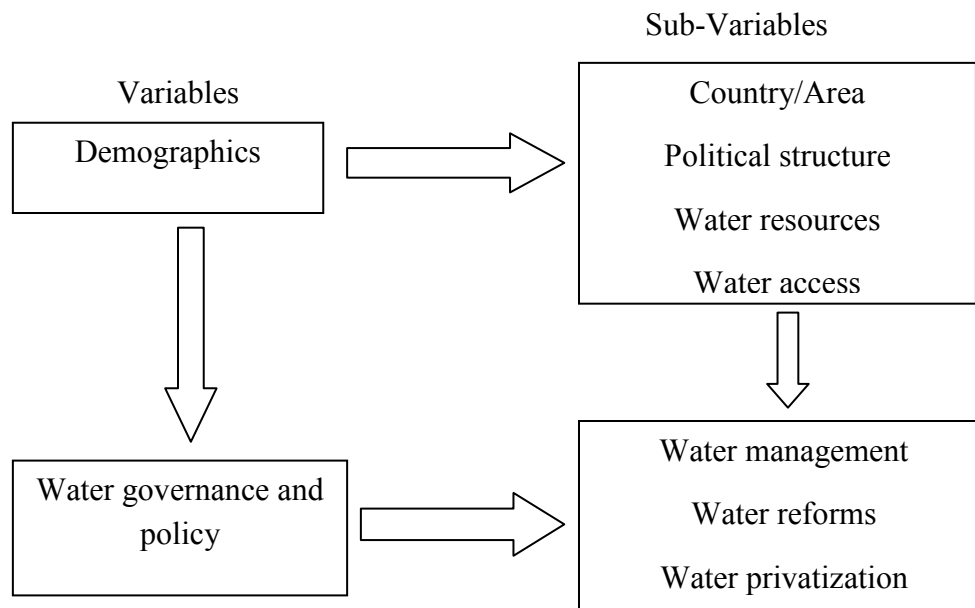 Sub-Variables
Variables
Demographics
Country/Area
Political structure
Water resources
Water access
Water governance and
policy
Water management
Water reforms
Water privatization